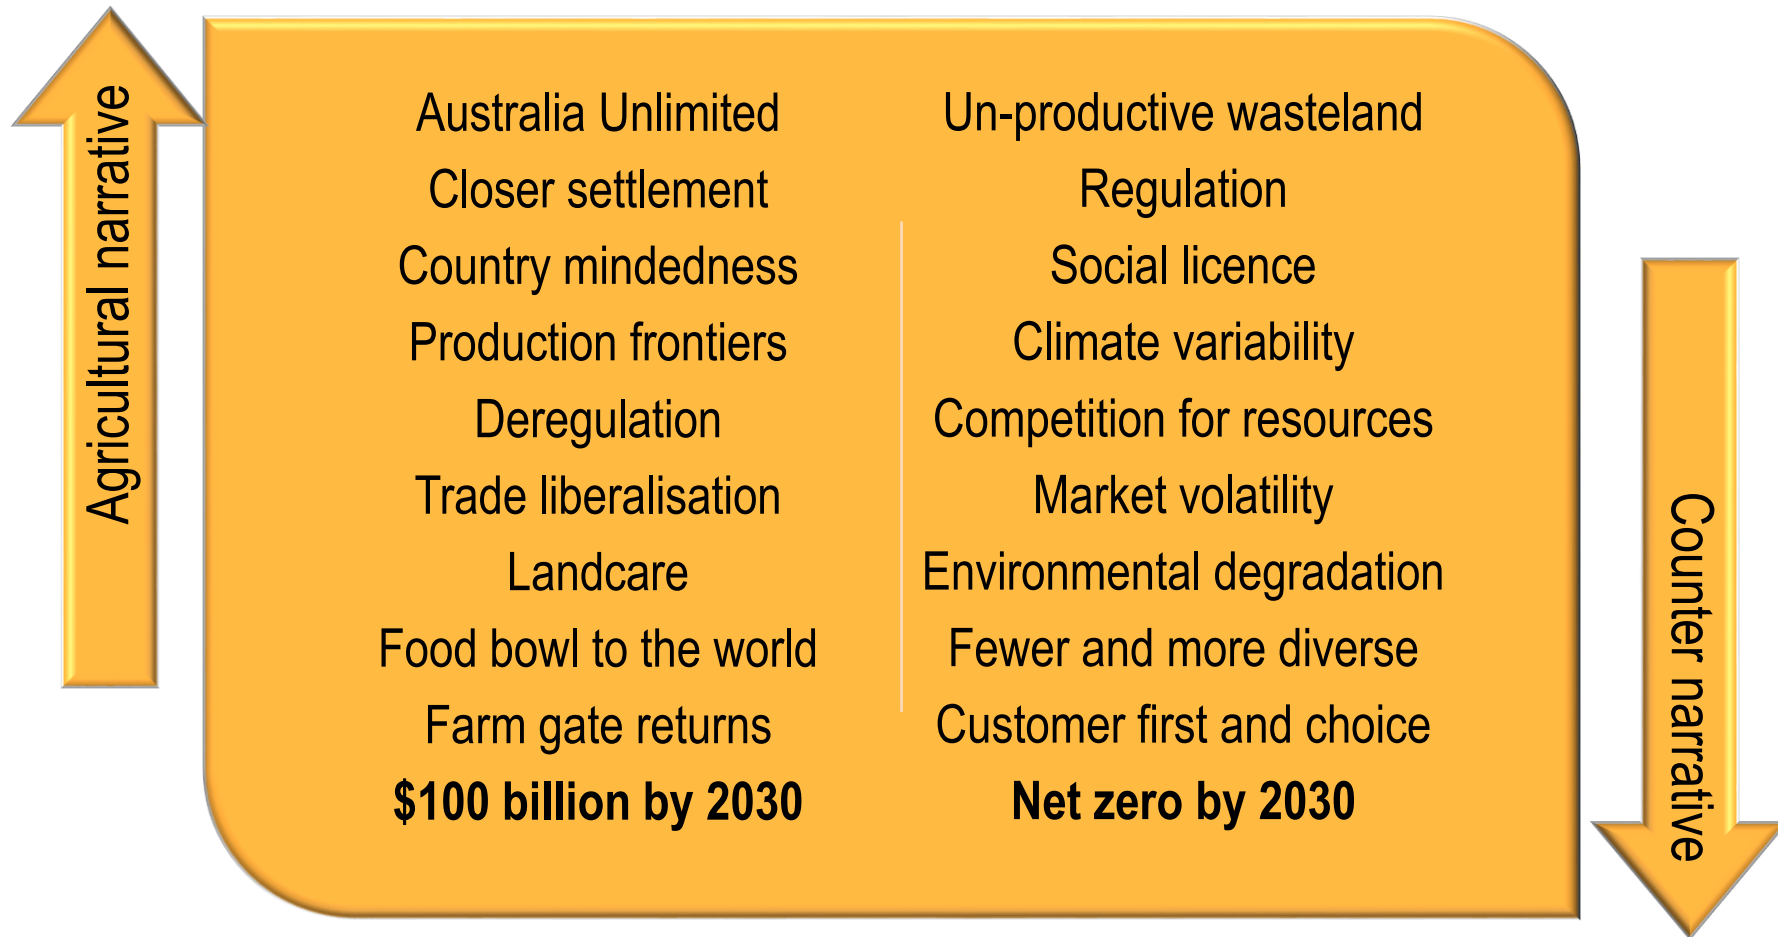 Agricultural narrative
Australia Unlimited
Closer settlement
Country mindedness
Production frontiers
Deregulation
Trade liberalisation
Landcare
Food bowl to the world
Farm gate returns
$100 billion by 2030
Un-productive wasteland
Regulation
Social licence
Climate variability
Competition for resources
Market volatility
Environmental degradation
Fewer and more diverse
Customer first and choice
Net zero by 2030
Counter narrative